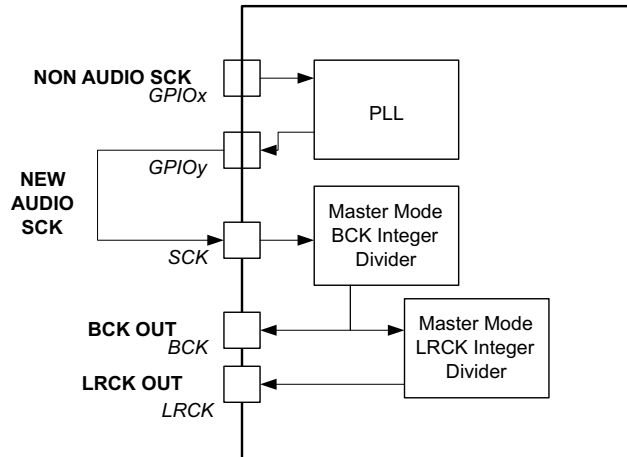 NON AUDIO SCK
GPIOx
PLL
GPIOy
NEW
AUDIO
SCK
SCK
Master Mode
BCK Integer
Divider
BCK OUT
BCK
Master Mode
LRCK Integer
Divider
LRCK OUT
LRCK